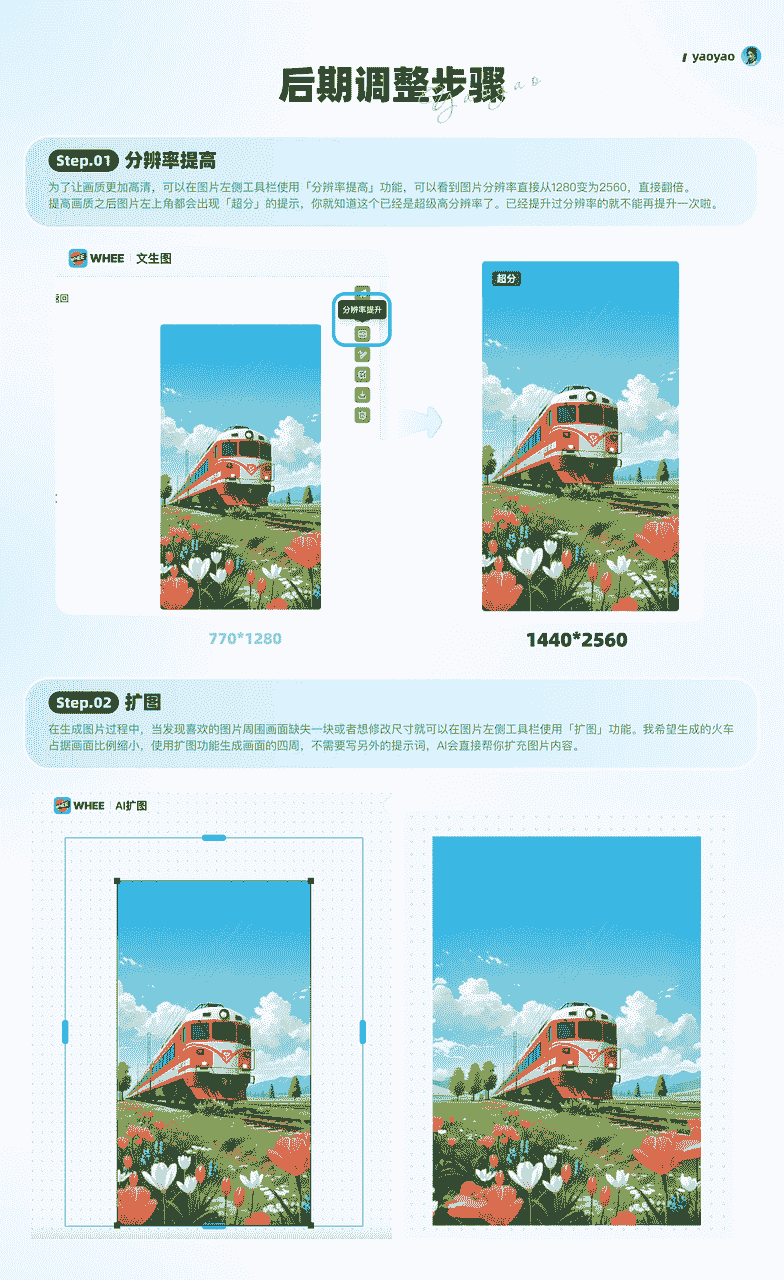 yaoyao
后期调整步骤
yaoyao
Step.01 分辨率提高
为了让画质更加高清，可以在图片左侧工具栏使用「分辨率提高」功能，可以看到图片分辨率直接从1280变为2560，直接翻倍。
提高画质之后图片左上角都会出现「超分」的提示，你就知道这个已经是超级高分辨率了。已经提升过分辨率的就不能再提升一次啦。
WHEE 文生图
分辨率提升
超分
770*1280
1440*2560
Step.02 扩图
在生成图片过程中，当发现喜欢的图片周围画面缺失一块或者想修改尺寸就可以在图片左侧工具栏使用「扩图」功能。我希望生成的火车
占据画面比例缩小，使用扩图功能生成画面的四周，不需要写另外的提示词，AI会直接帮你扩充图片内容。
WHEE AI扩图